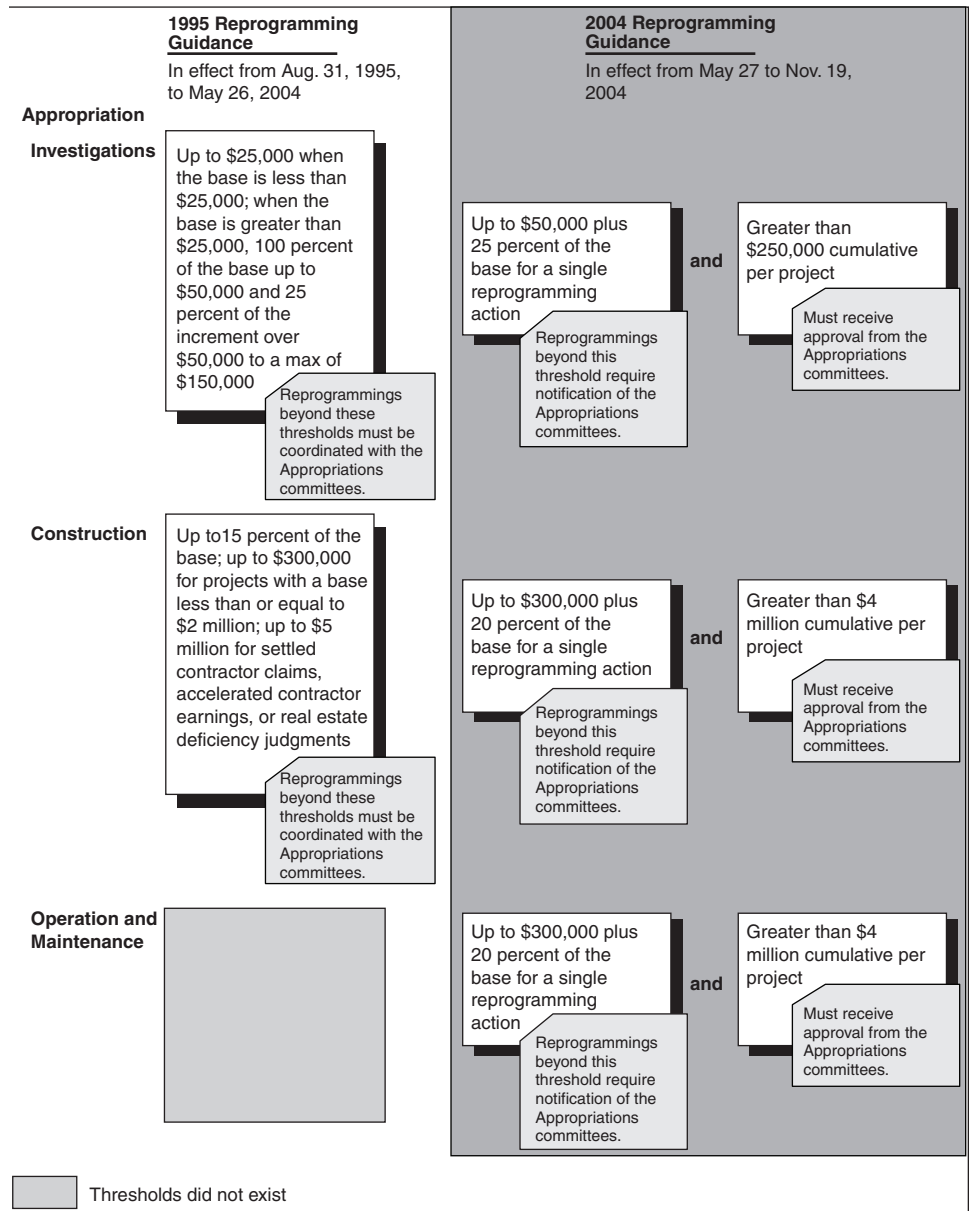 1995 Reprogramming
Guidance
In effect from Aug. 31, 1995,
to May 26, 2004
2004 Reprogramming
Guidance
In effect from May 27 to Nov. 19,
2004
Appropriation
Investigations
Up to $25,000 when
the base is less than
$25,000; when the
base is greater than
$25,000, 100 percent
of the base up to
$50,000 and 25
percent of the
increment over
$50,000 to a max of
$150,000
Reprogrammings
beyond these
thresholds must be
coordinated with the
Appropriations
committees.
Up to $50,000 plus
25 percent of the
base for a single
reprogramming
action
Reprogrammings
beyond this
threshold require
notification of the
Appropriations
committees.
and
Greater than
$250,000 cumulative
per project
Must receive
approval from the
Appropriations
committees.
Construction
Up to15 percent of the
base; up to $300,000
for projects with a base
less than or equal to
$2 million; up to $5
million for settled
contractor claims,
accelerated contractor
earnings, or real estate
deficiency judgments
Reprogrammings
beyond these
thresholds must be
coordinated with the
Appropriations
committees.
Up to $300,000 plus
20 percent of the
base for a single
reprogramming action
Reprogrammings
beyond this
threshold require
notification of the
Appropriations
committees.
and
Greater than $4
million cumulative per
project
Must receive
approval from the
Appropriations
committees.
Operation and
Maintenance
Up to $300,000 plus
20 percent of the
base for a single
reprogramming
action
Reprogrammings
beyond this
threshold require
notification of the
Appropriations
committees.
and
Greater than $4
million cumulative per
project
Must receive
approval from the
Appropriations
committees.
Thresholds did not exist